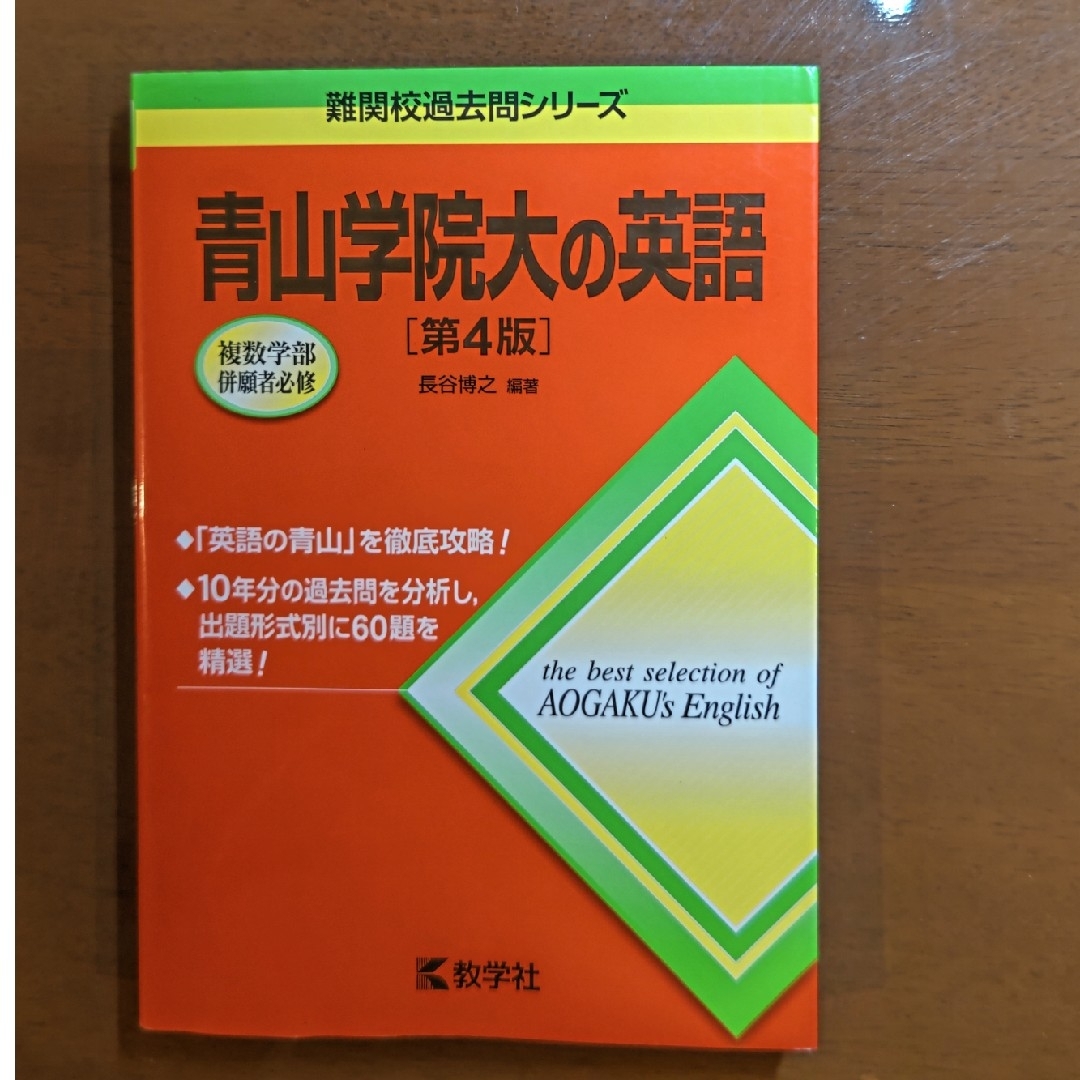 難関校過去問シリーズ
青山学院大の英語
［第4版］
複数学部
併願者必修
長谷博之 編著
◆「英語の青山」を徹底攻略！
◆10年分の過去問を分析し，
出題形式別に60題を
精選！
the best selection of
AOGAKU's English
教学社